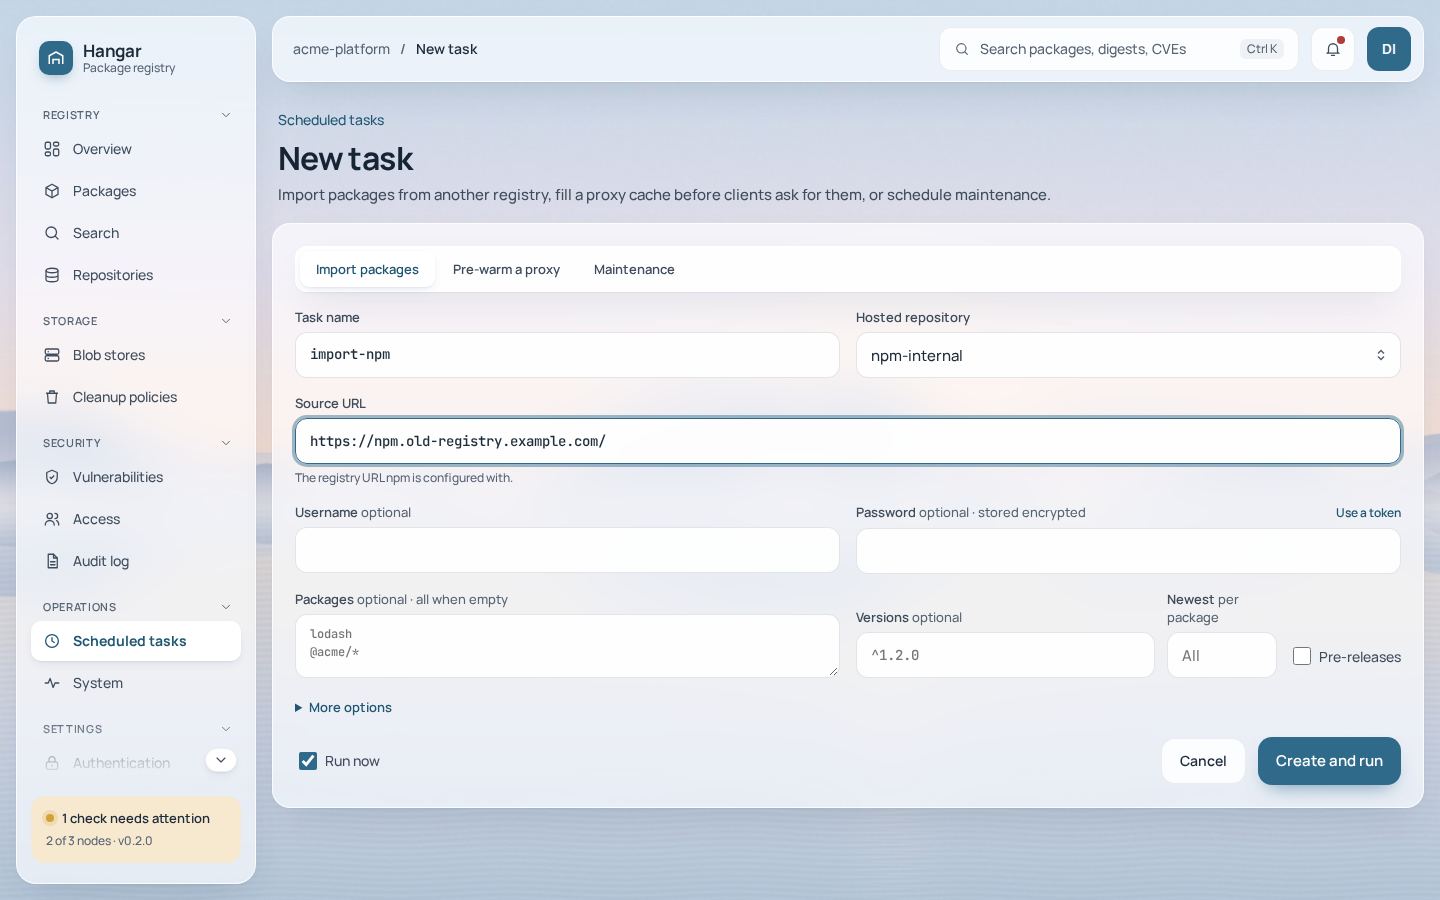 Hangar
Package registry
REGISTRY
Overview
Packages
Search
Repositories
STORAGE
Blob stores
Cleanup policies
SECURITY
Vulnerabilities
Access
Audit log
OPERATIONS
Scheduled tasks
System
SETTINGS
Authentication
1 check needs attention
2 of 3 nodes · v0.2.0
acme-platform / New task
Search packages, digests, CVEs
Ctrl K
DI
Scheduled tasks
New task
Import packages from another registry, fill a proxy cache before clients ask for them, or schedule maintenance.
Import packages
Pre-warm a proxy
Maintenance
Task name
import-npm
Hosted repository
npm-internal
Source URL
https://npm.old-registry.example.com/
The registry URL npm is configured with.
Username optional
Password optional · stored encrypted
Use a token
Packages optional · all when empty
lodash
@acme/*
Versions optional
^1.2.0
Newest per
package
All
Pre-releases
More options
Run now
Cancel
Create and run